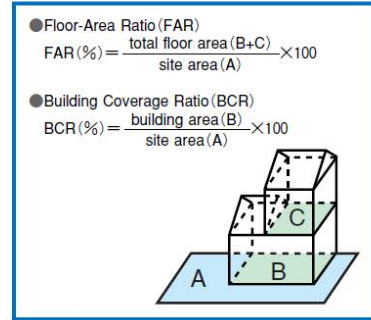 ●Floor-Area Ratio(FAR)
FAR(%)=total floor area(B+C)/site area(A)×100
●Building Coverage Ratio(BCR)
BCR(%)=building area(B)/site area(A)×100
C
A
B